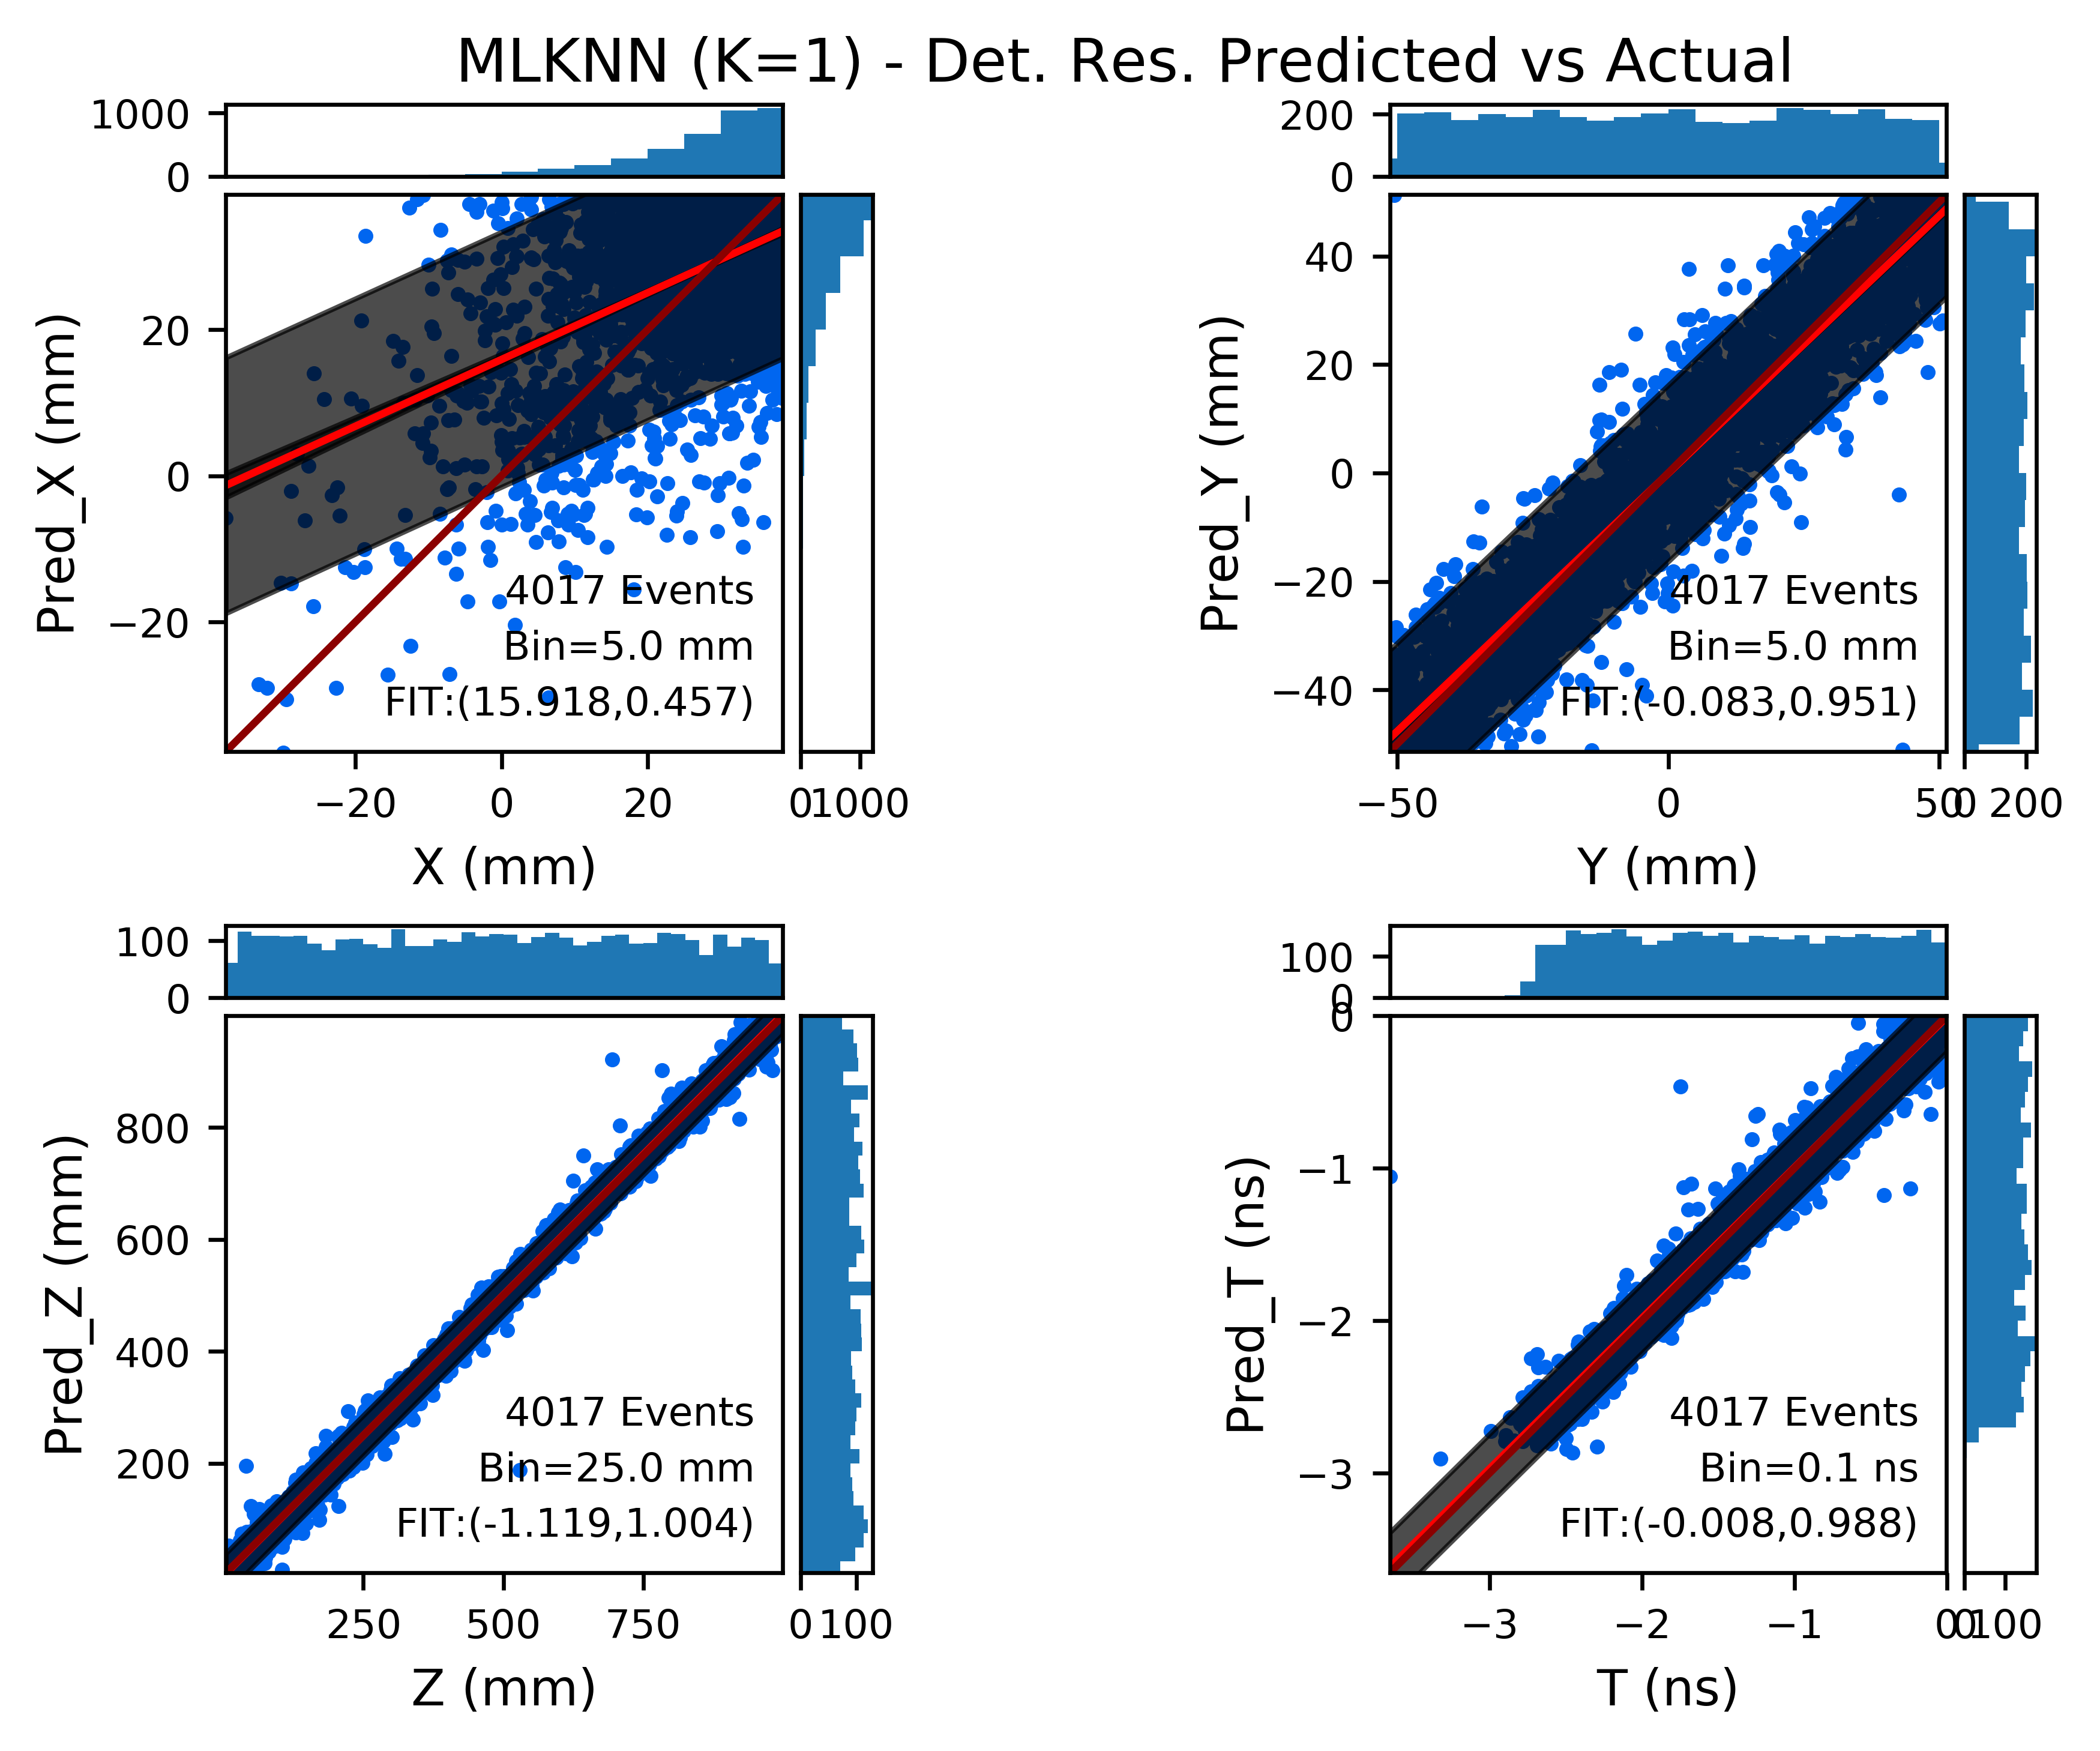 MLKNN (K=1) - Det. Res. Predicted vs Actual
1000
0
20
0
−20
Pred_X (mm)
4017 Events
Bin=5.0 mm
FIT:(15.918,0.457)
−20 0 20
0 1000
X (mm)
200
0
40
20
0
−20
−40
Pred_Y (mm)
4017 Events
Bin=5.0 mm
FIT:(-0.083,0.951)
−50 0 50
0 200
Y (mm)
100
0
800
600
400
200
Pred_Z (mm)
4017 Events
Bin=25.0 mm
FIT:(-1.119,1.004)
250 500 750
0 100
Z (mm)
100
0
0
−1
−2
−3
Pred_T (ns)
4017 Events
Bin=0.1 ns
FIT:(-0.008,0.988)
−3 −2 −1 0
0 100
T (ns)